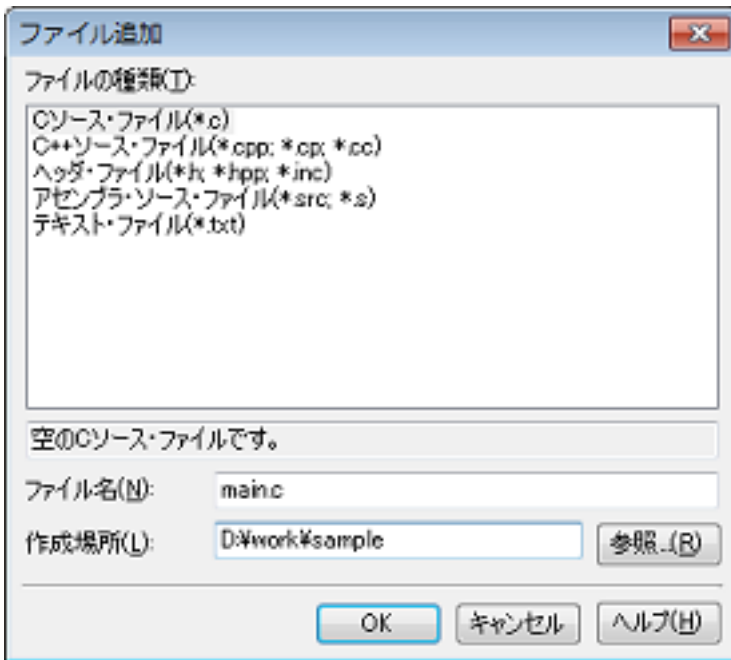 ファイル追加
ファイルの種類(T):
Cソース・ファイル(*.c)
C++ソース・ファイル(*.cpp; *.cp; *.cc)
ヘッダ・ファイル(*.h; *.hpp; *.inc)
アセンブラ・ソース・ファイル(*.src; *.s)
テキスト・ファイル(*.txt)
空のCソース・ファイルです。
ファイル名(N): main.c
作成場所(L): D:¥work¥sample 参照...(R)
OK キャンセル ヘルプ(H)